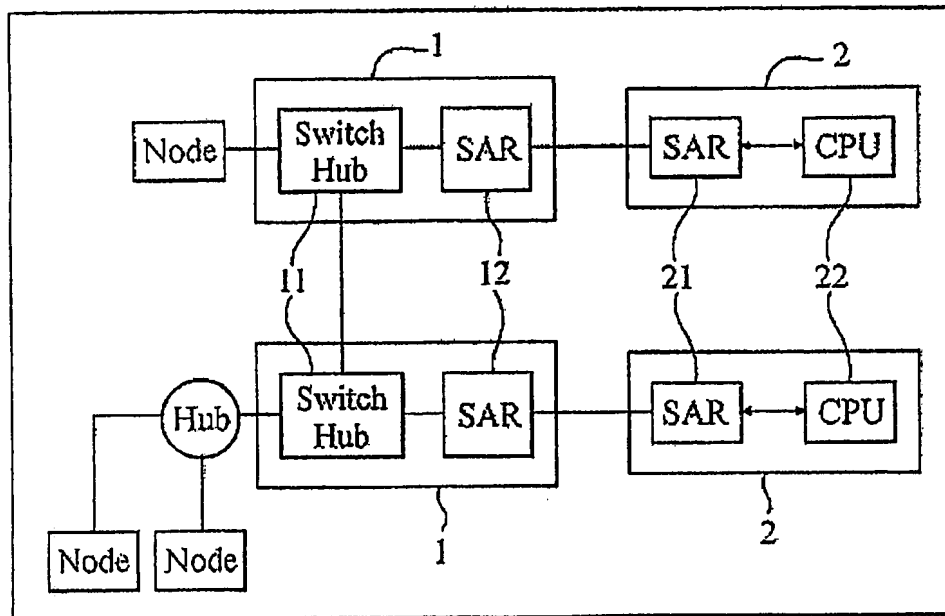 1
2
Node
Switch
Hub
SAR
SAR
CPU
11
12
21
22
Hub
Switch
Hub
SAR
SAR
CPU
Node
Node
1
2